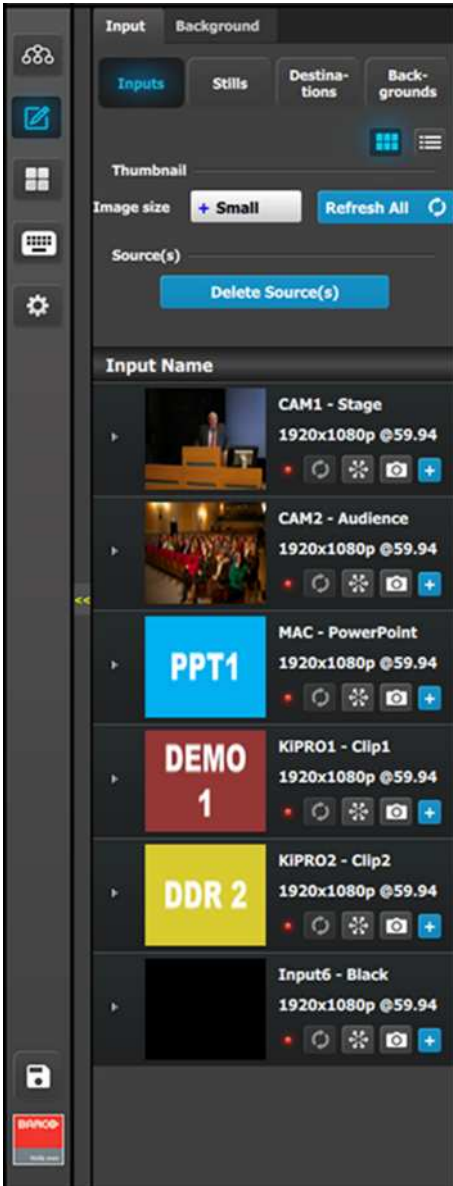 Input Background
Inputs Stills Destina-
tions Back-
grounds
Thumbnail
Image size + Small Refresh All
Source(s)
Delete Source(s)
Input Name
CAM1 - Stage
1920x1080p @59.94
CAM2 - Audience
1920x1080p @59.94
<<
PPT1
MAC - PowerPoint
1920x1080p @59.94
DEMO
1
KiPRO1 - Clip1
1920x1080p @59.94
DDR 2
KiPRO2 - Clip2
1920x1080p @59.94
Input6 - Black
1920x1080p @59.94
BARCO